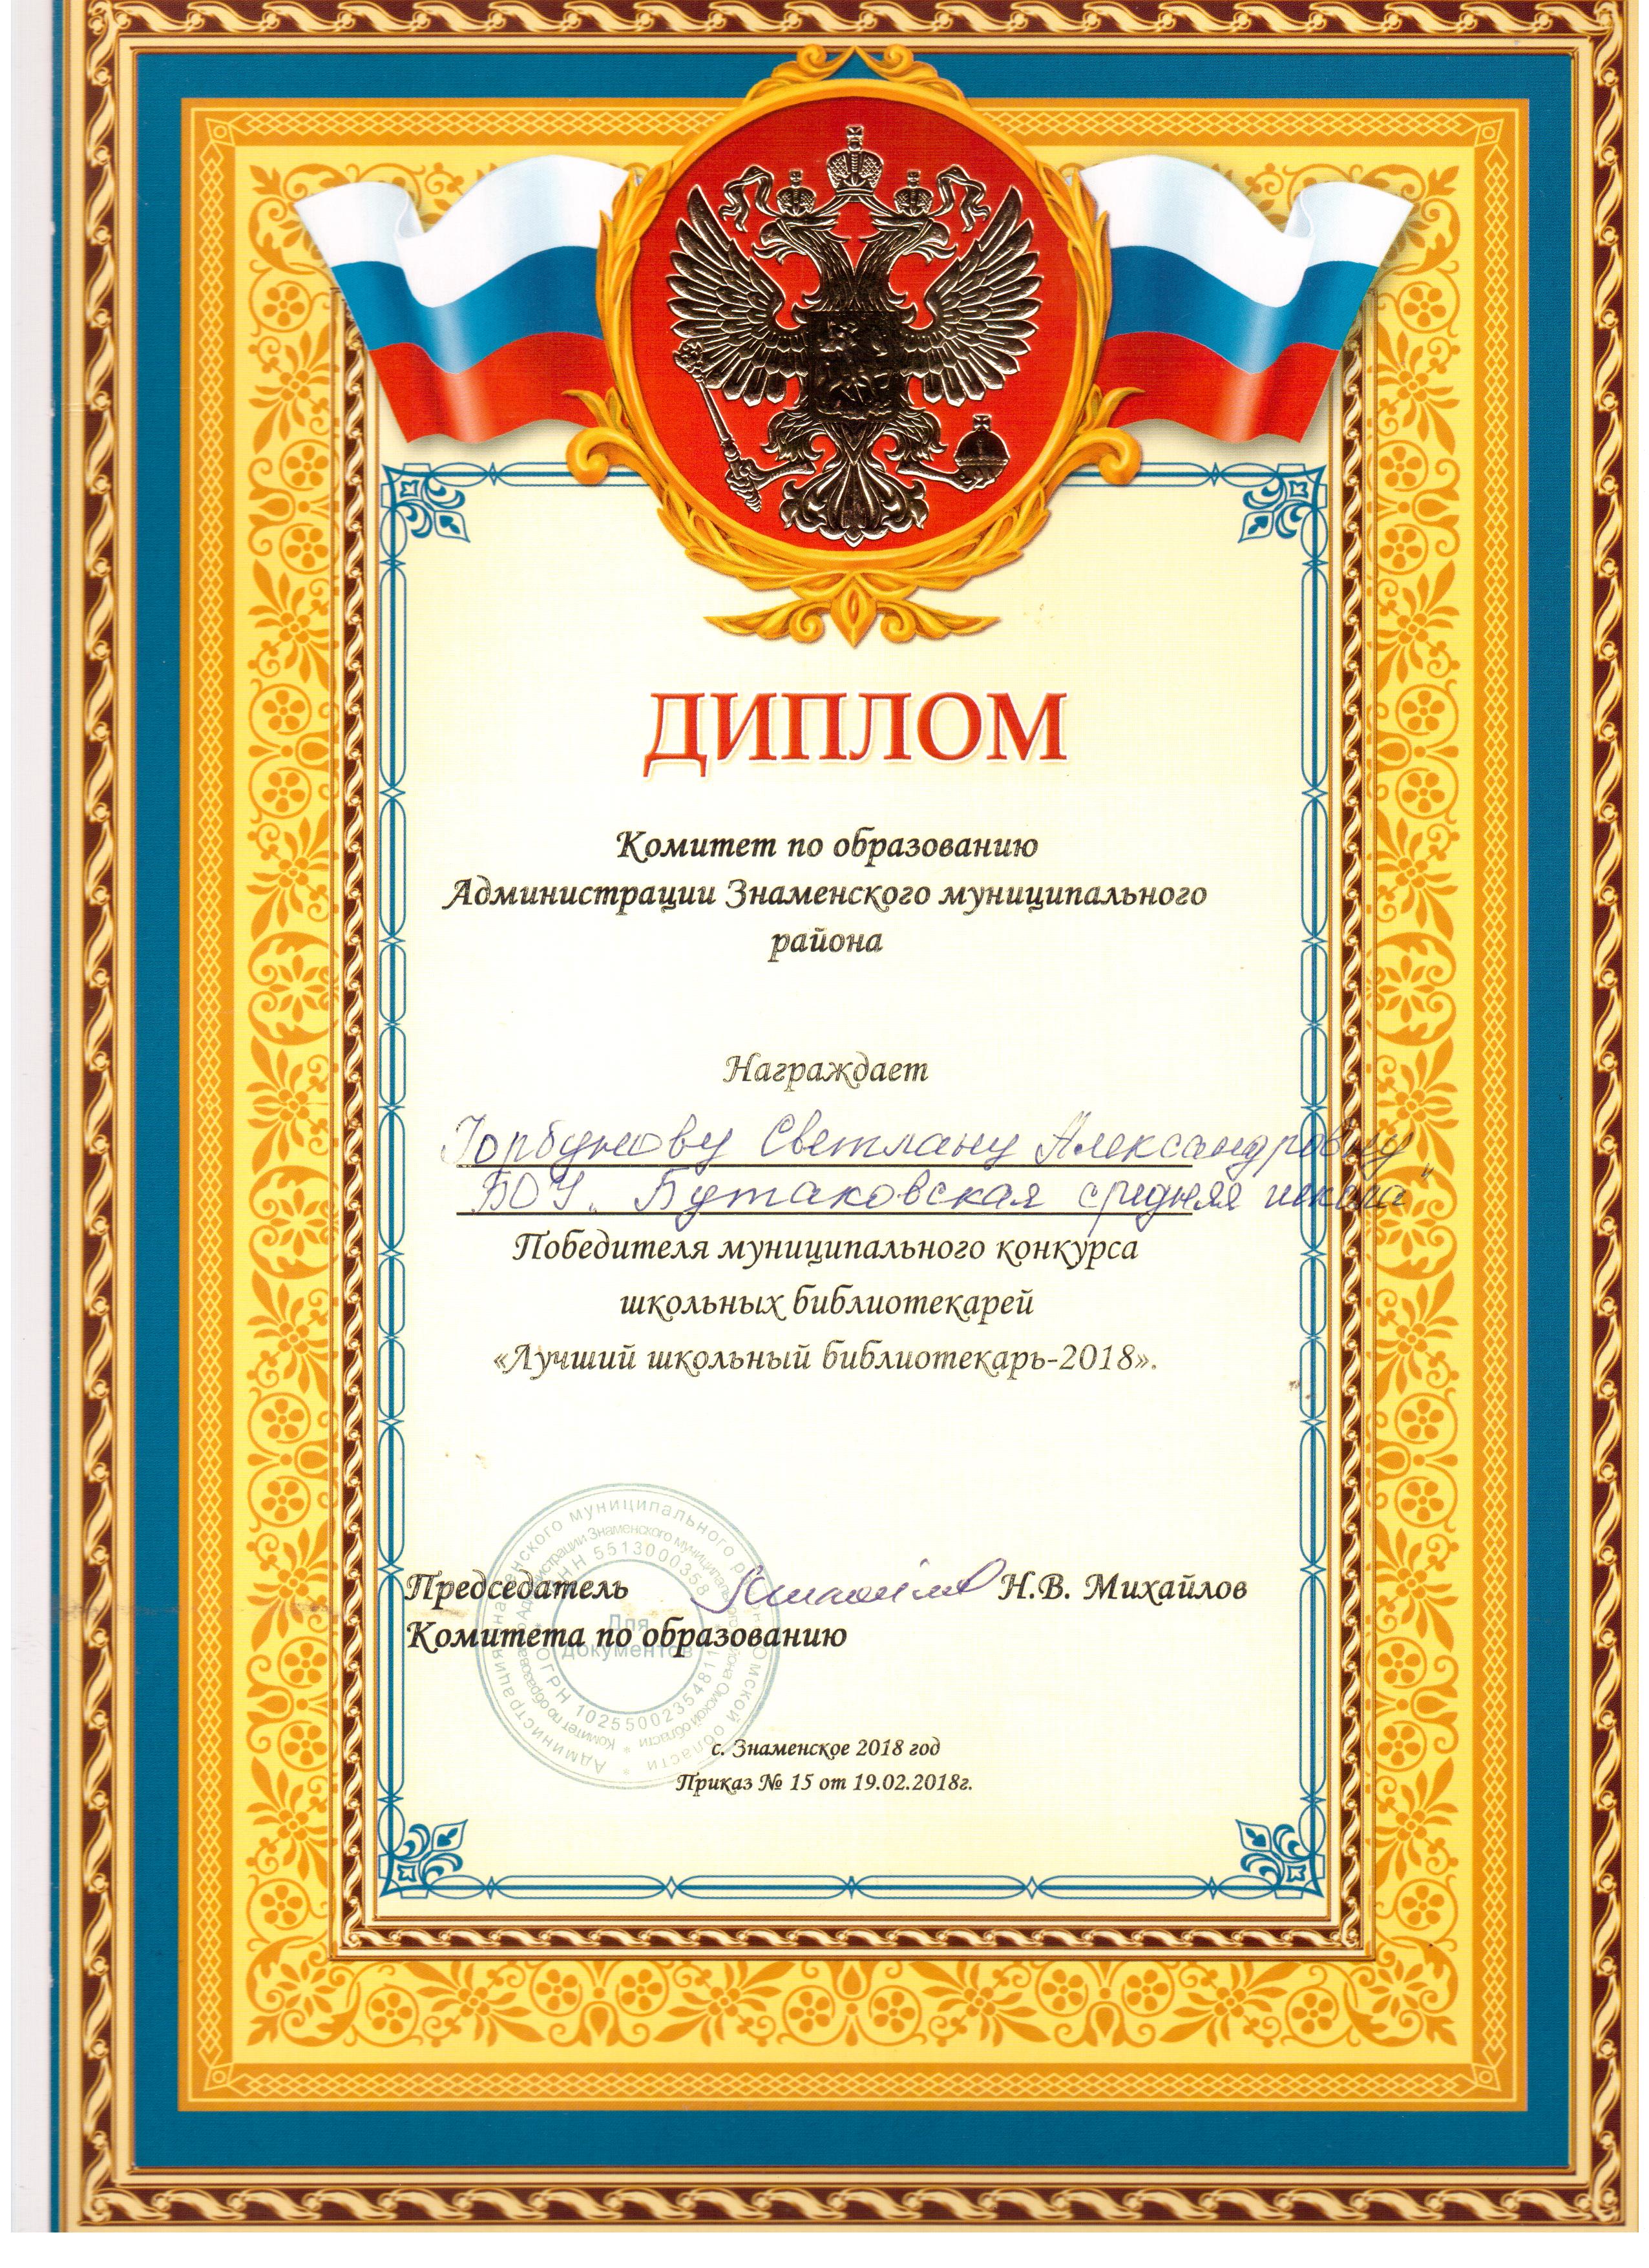 ДИПЛОМ
Комитет по образованию
Администрации Знаменского муниципального
района
Награждает
Горбунову Светлану Александровну
БОУ „Бутаковская средняя школа"
Победителя муниципального конкурса
школьных библиотекарей
«Лучший школьный библиотекарь-2018».
Председатель Н.В. Михайлов
Комитета по образованию
Администрация Знаменского муниципального района Омской области
Комитет по образованию Администрации Знаменского муниципального района Омской области
ИНН 5513000358
ОГРН 1025500235481
Для
документов
с. Знаменское 2018 год
Приказ № 15 от 19.02.2018г.